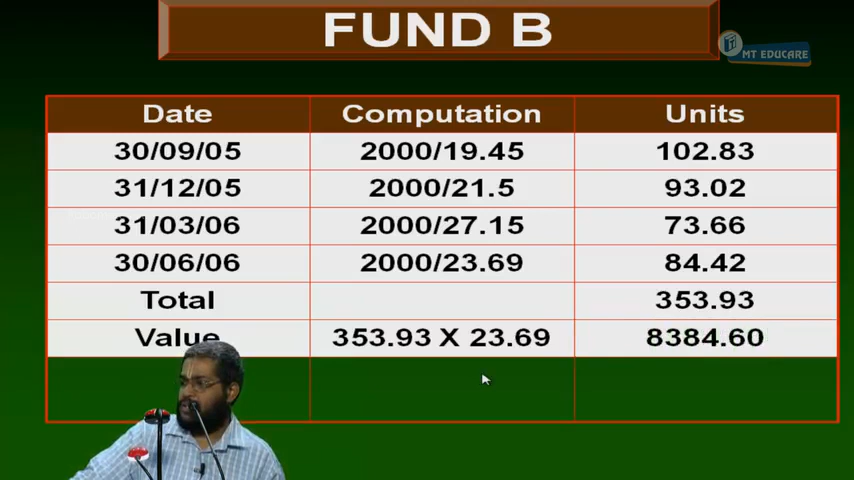 FUND B
MT EDUCARE
Date Computation Units
30/09/05 2000/19.45 102.83
31/12/05 2000/21.5 93.02
31/03/06 2000/27.15 73.66
30/06/06 2000/23.69 84.42
Total 353.93
Value 353.93 X 23.69 8384.60